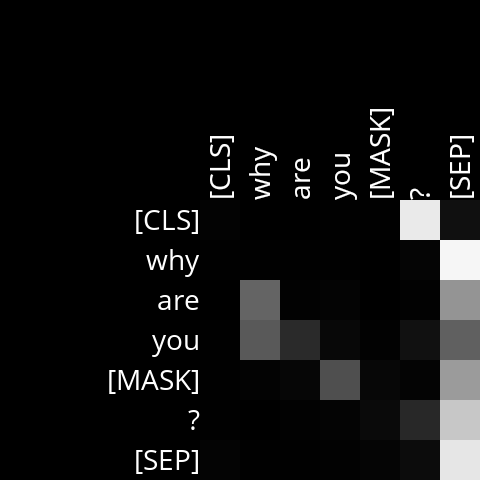 [CLS] why are you [MASK] ? [SEP]
[CLS]
why
are
you
[MASK]
?
[SEP]